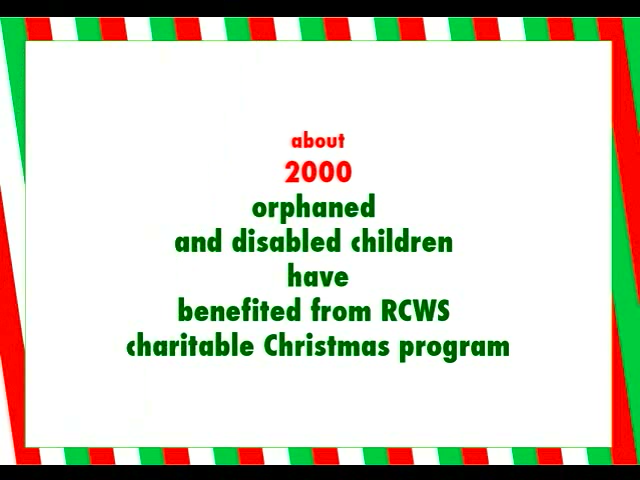 about
2000
orphaned
and disabled children
have
benefited from RCWS
charitable Christmas program